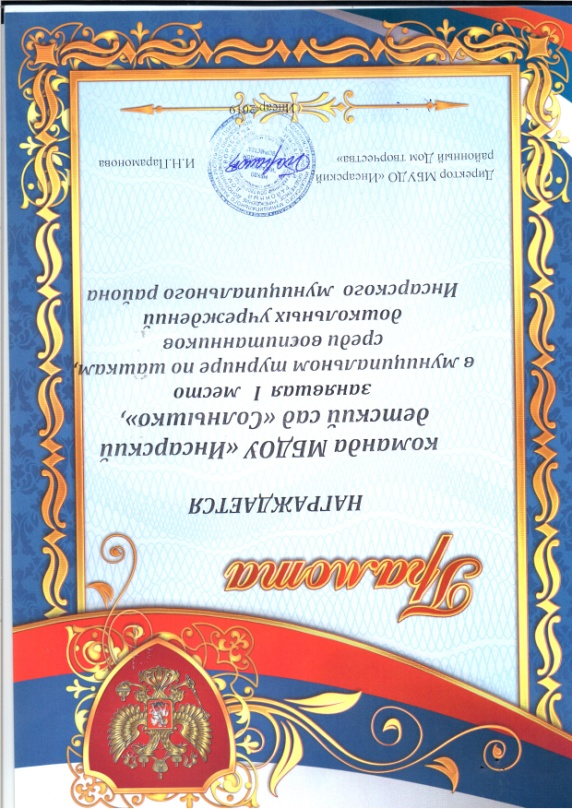 Грамота
НАГРАЖДАЕТСЯ
команда МБДОУ «Инсарский
детский сад «Солнышко»,
занявшая 1 место
в муниципальном турнире по шашкам,
среди воспитанников
дошкольных учреждений
Инсарского муниципального района
Директор МБУДО «Инсарский
районный Дом творчества»
И.Н.Парамонова
Инсар 2019